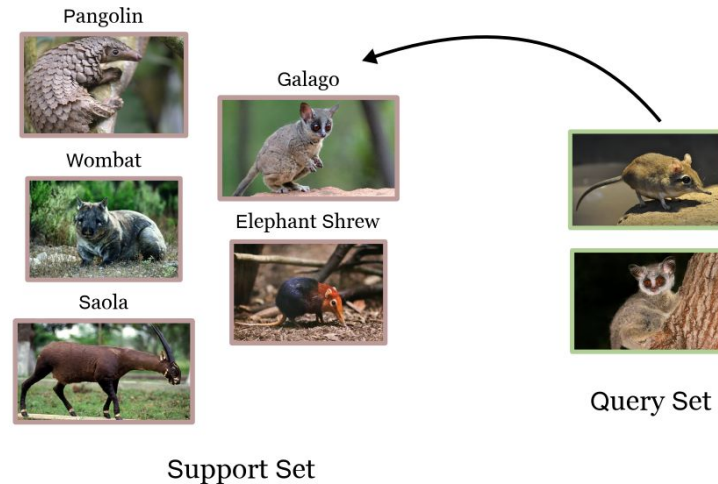 Pangolin
Galago
Wombat
Elephant Shrew
Saola
Query Set
Support Set